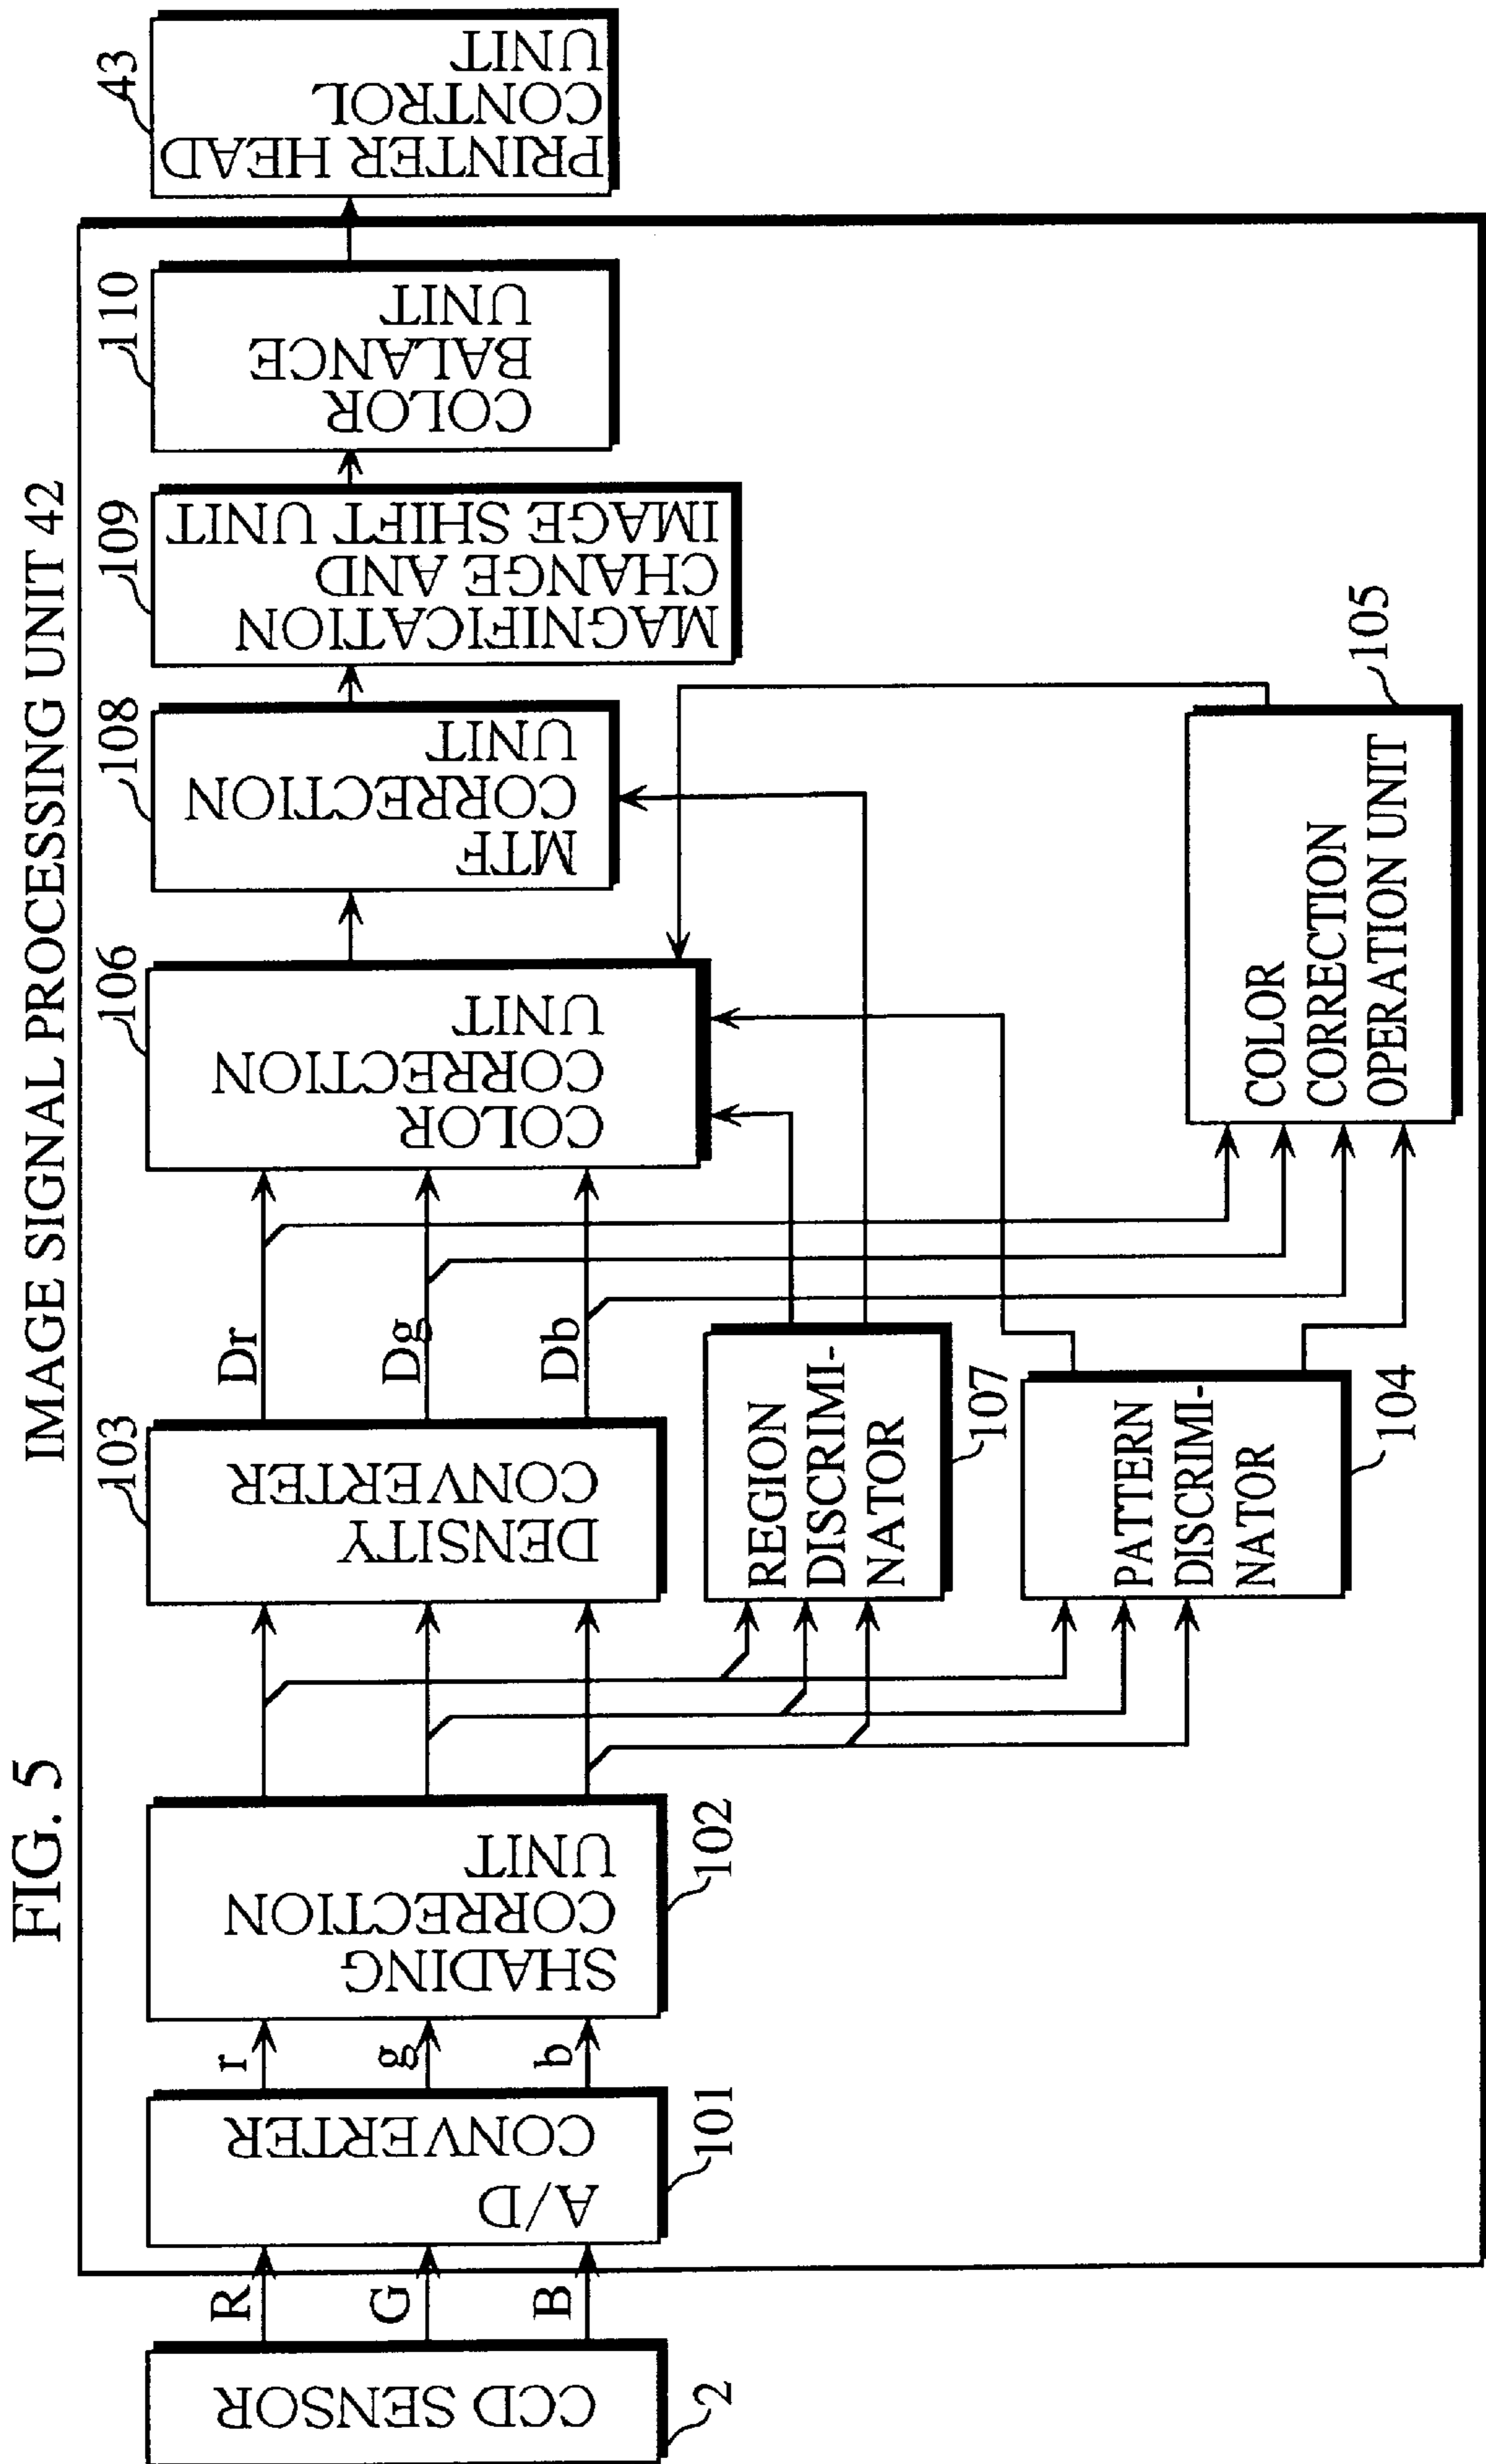 FIG. 5
IMAGE SIGNAL PROCESSING UNIT 42
CCD SENSOR
2
R
G
B
A/D
CONVERTER
101
r
g
b
SHADING
CORRECTION
UNIT
102
DENSITY
CONVERTER
103
Dr
Dg
Db
REGION
DISCRIMI-
NATOR
107
PATTERN
DISCRIMI-
NATOR
104
COLOR
CORRECTION
UNIT
106
COLOR
CORRECTION
OPERATION UNIT
105
MTF
CORRECTION
UNIT
108
MAGNIFICATION
CHANGE AND
IMAGE SHIFT UNIT
109
COLOR
BALANCE
UNIT
110
PRINTER HEAD
CONTROL
UNIT
43